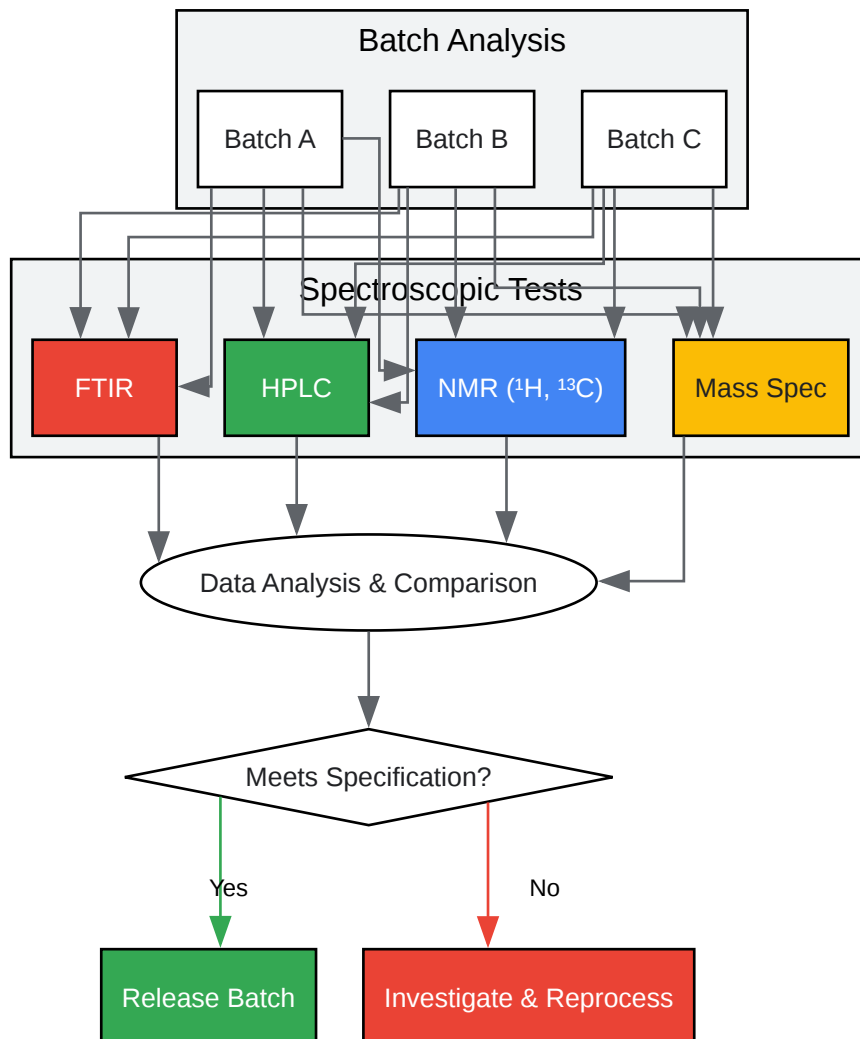 Batch Analysis
Batch A
Batch B
Batch C
Spectroscopic Tests
FTIR
HPLC
NMR (¹H, ¹³C)
Mass Spec
Data Analysis & Comparison
Meets Specification?
Yes
No
Release Batch
Investigate & Reprocess